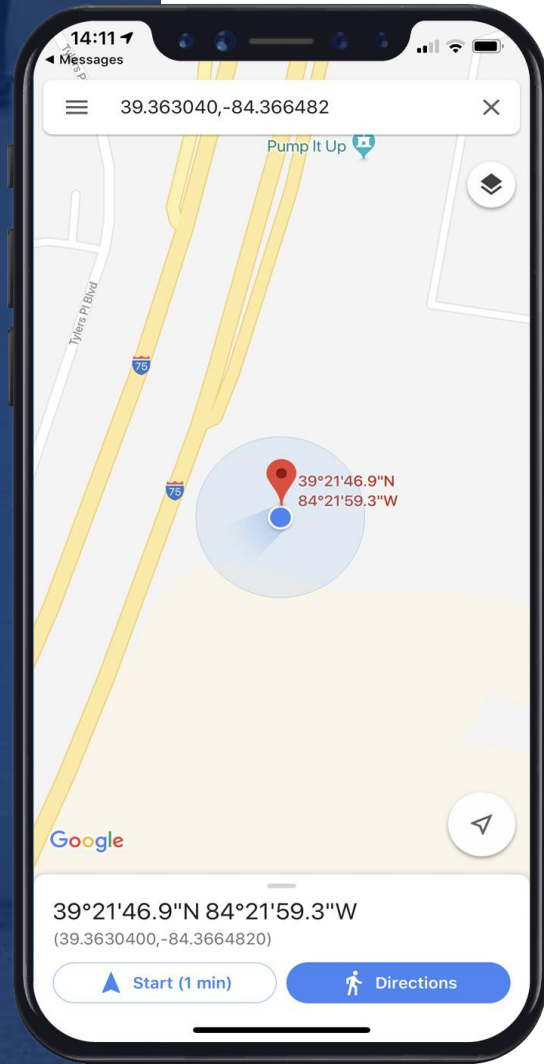 14:11
◀ Messages
39.363040,-84.366482
Pump It Up
Tylers Pl Blvd
75
75
39°21'46.9"N
84°21'59.3"W
Google
39°21'46.9"N 84°21'59.3"W
(39.3630400,-84.3664820)
Start (1 min)
Directions